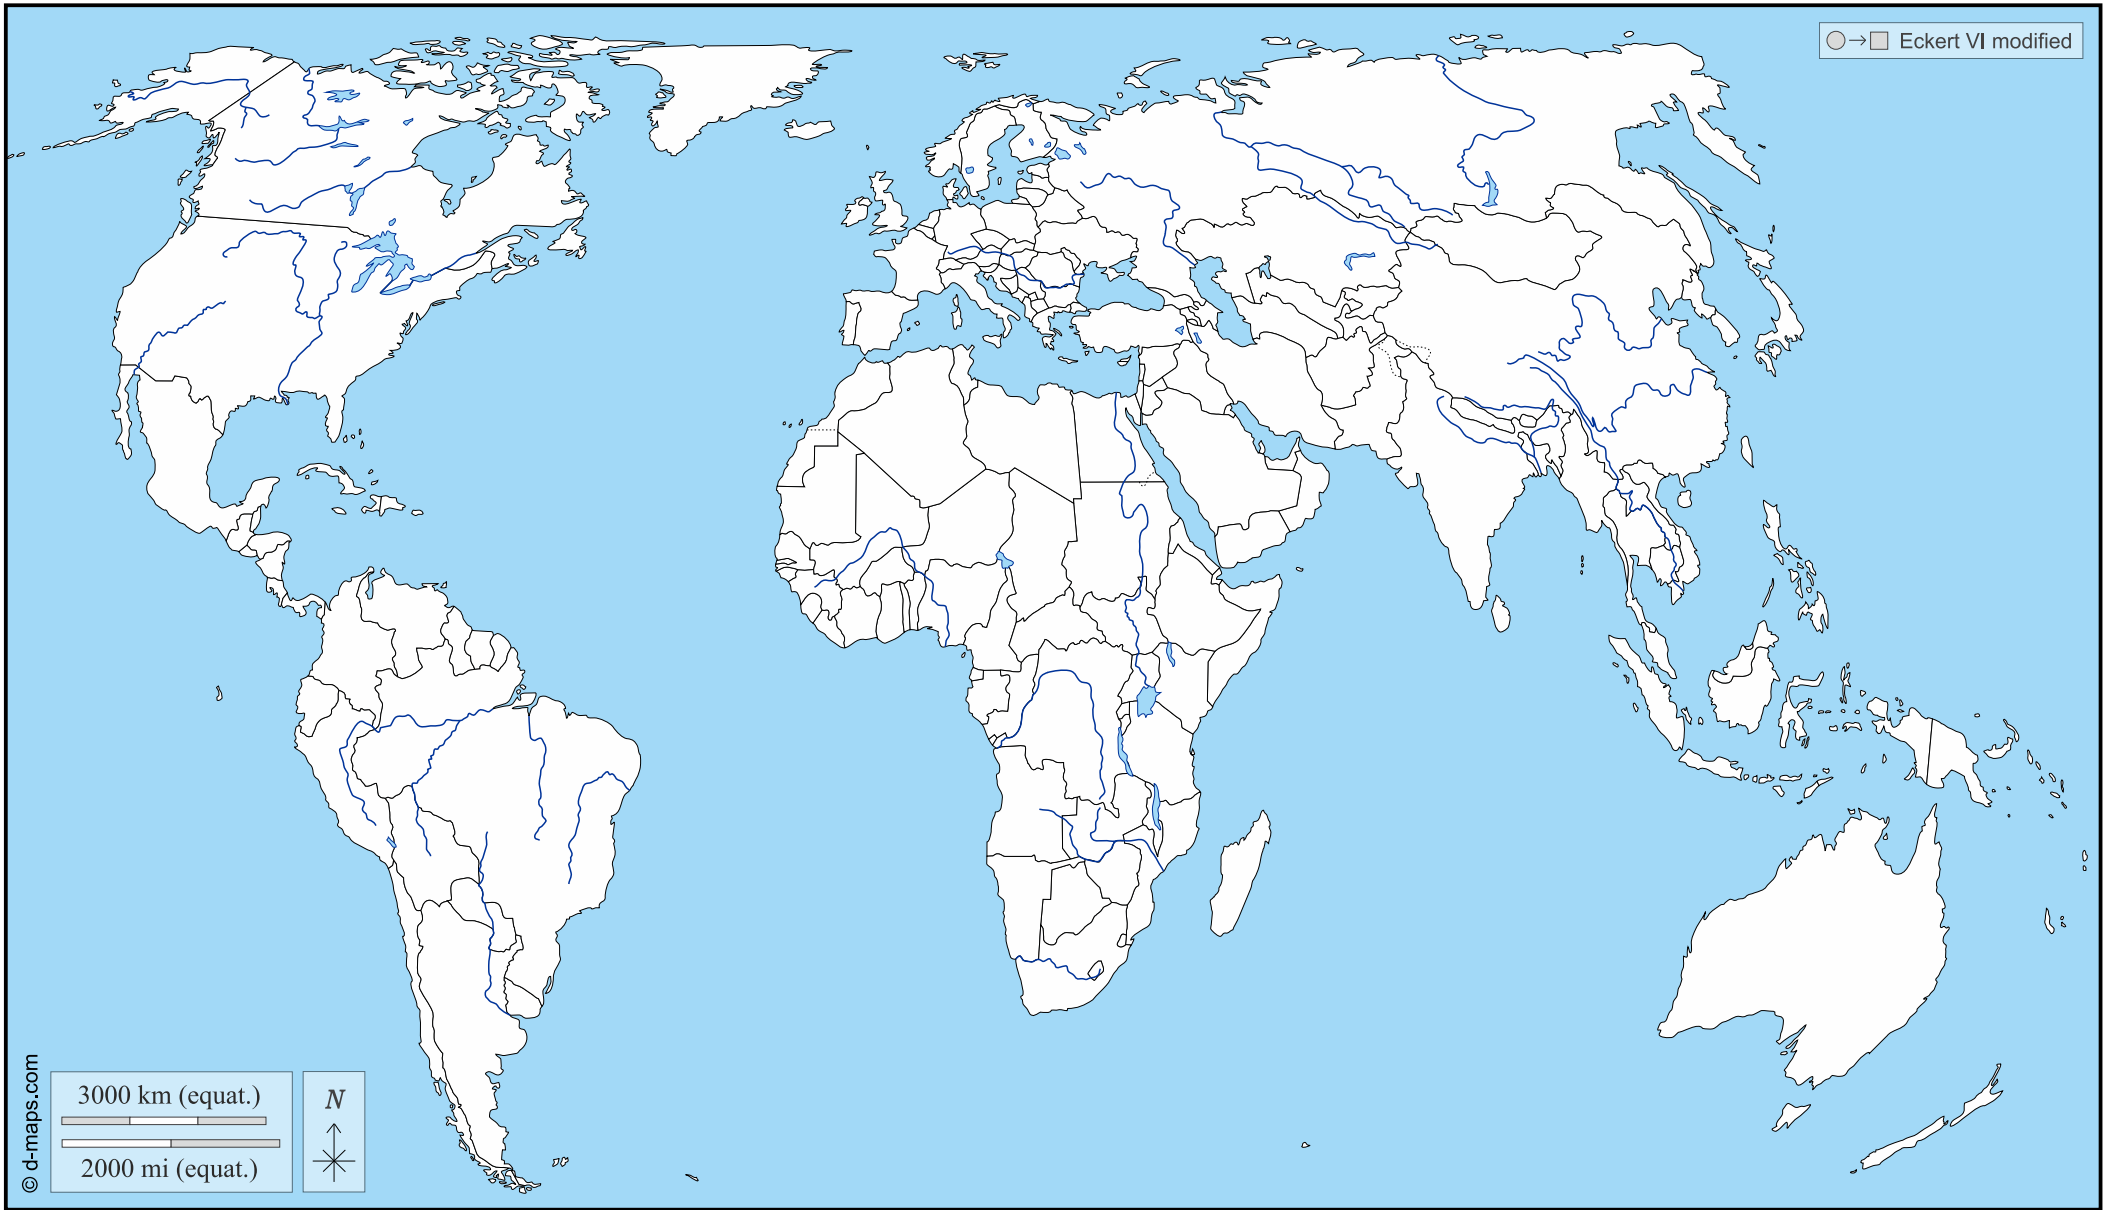 → Eckert VI modified
© d-maps.com
3000 km (equat.)
2000 mi (equat.)
N